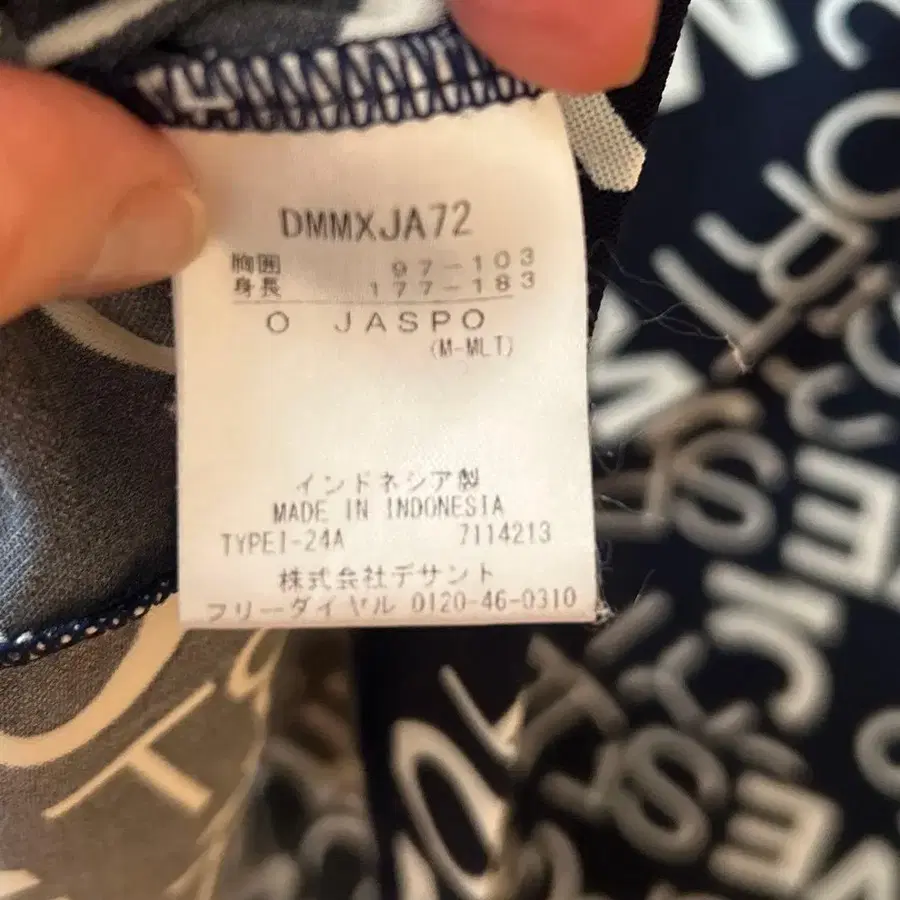 DMMXJA72
胸囲 97-103
身長 177-183
O JASPO
(M-MLT)
インドネシア製
MADE IN INDONESIA
TYPEI-24A 7114213
株式会社デサント
フリーダイヤル 0120-46-0310